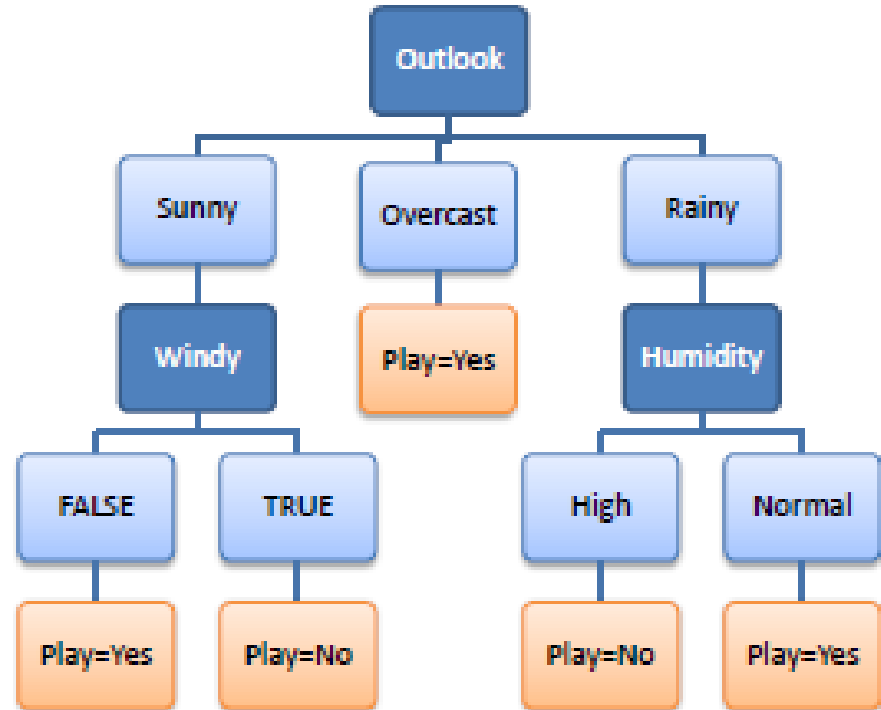 Outlook
Sunny
Overcast
Rainy
Windy
Play=Yes
Humidity
FALSE
TRUE
High
Normal
Play=Yes
Play=No
Play=No
Play=Yes